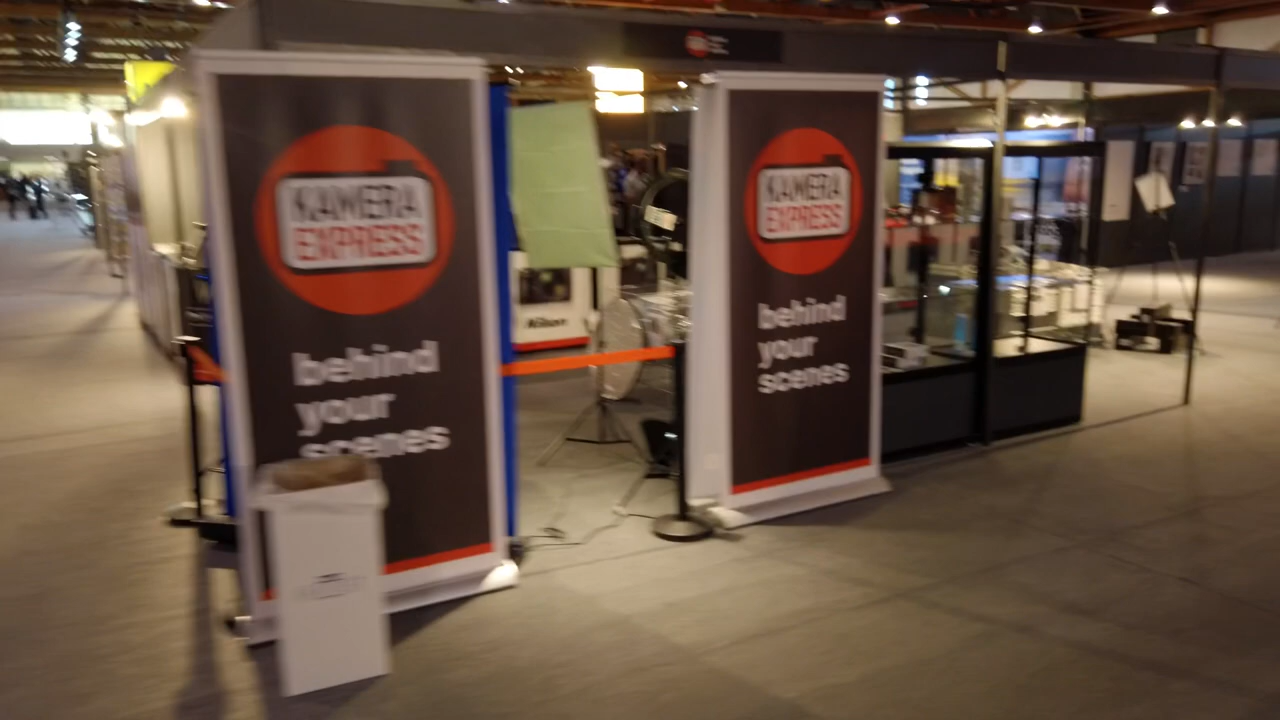 KAMERA
EXPRESS
behind
your
scenes
Nikon
KAMERA
EXPRESS
behind
your
scenes